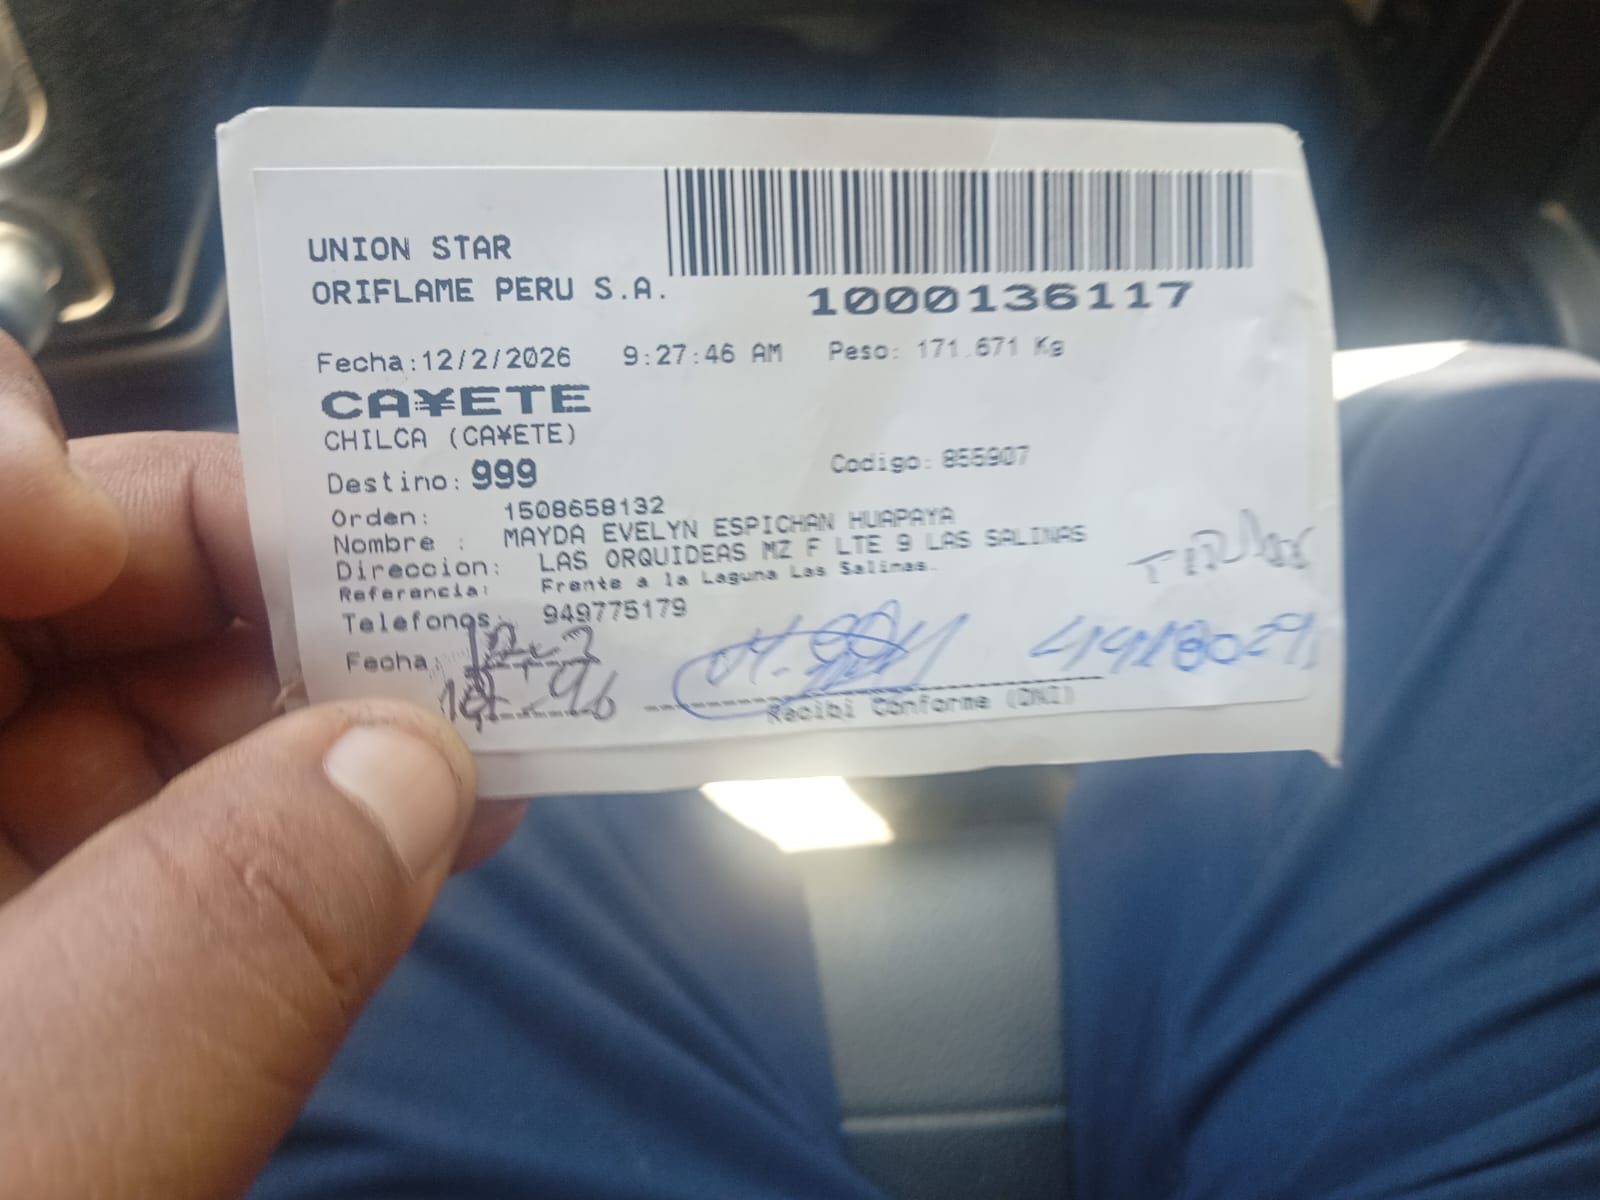 UNION STAR
ORIFLAME PERU S.A.
1000136117
Fecha:12/2/2026 9:27:46 AM Peso: 171.671 Kg
CA¥ETE
CHILCA (CA¥ETE)
Destino: 999 Codigo: 855907
Orden: 1508658132
Nombre : MAYDA EVELYN ESPICHAN HUAPAYA
Direccion: LAS ORQUIDEAS MZ F LTE 9 LAS SALINAS
Referencia: Frente a la Laguna Las Salinas.
Telefonos: 949775179
Fecha:
Recibi Conforme (DNI)